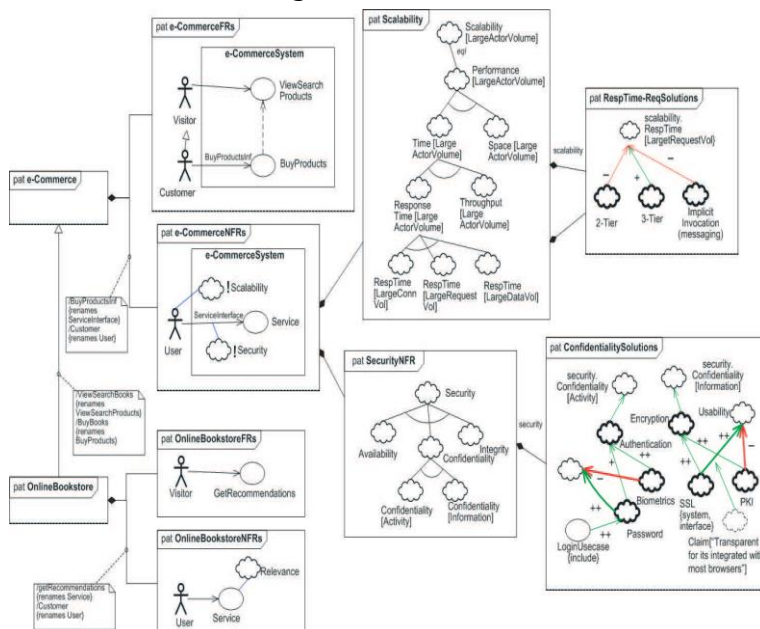 pat e-CommerceFRs
e-CommerceSystem
ViewSearch
Products
Visitor
BuyProductsInf
BuyProducts
Customer
pat e-Commerce
pat e-CommerceNFRs
e-CommerceSystem
!Scalability
ServiceInterface
Service
User
!Security
/BuyProductsInf
{renames
ServiceInterface}
/Customer
{renames User}
/ViewSearchBooks
{renames
ViewSearchProducts}
/BuyBooks
{renames
BuyProducts}
pat OnlineBookstore
pat OnlineBookstoreFRs
Visitor
GetRecommendations
pat OnlineBookstoreNFRs
Relevance
User
Service
/getRecommendations
{renames Service}
/Customer
{renames User}
pat Scalability
Scalability
[LargeActorVolume]
eql
Performance
[LargeActorVolume]
Time [Large
ActorVolume]
Space [Large
ActorVolume]
Response
Time [Large
ActorVolume]
Throughput
[Large
ActorVolume]
RespTime
[LargeConn
Vol]
RespTime
[LargeRequest
Vol]
RespTime
[LargeDataVol]
scalability
pat RespTime-ReqSolutions
scalability.
RespTime
[LargetRequestVol}
–
+
–
2-Tier
3-Tier
Implicit
Invocation
(messaging)
pat SecurityNFR
Security
Availability
Integrity
Confidentiality
Confidentiality
[Activity]
Confidentiality
[Information]
security
pat ConfidentialitySolutions
security.
Confidentiality
[Activity]
security.
Confidentiality
[Information]
Encryption
Usability
Authentication
++
++
–
+
++
–
++
+
Biometrics
SSL
{system,
interface}
PKI
++
Password
LoginUsecase
{include}
Claim["Transparent
for its integrated with
most browsers"]